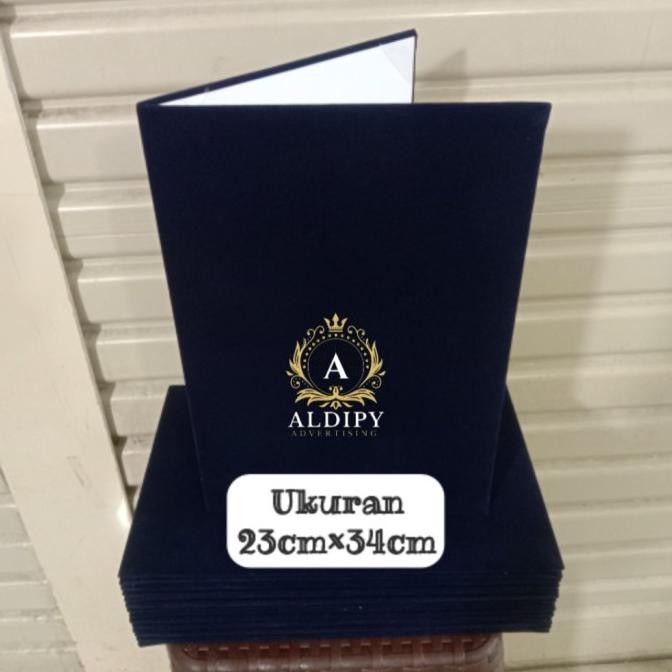 A
ALDIPY
ADVERTISING
Ukuran
23cm×34cm